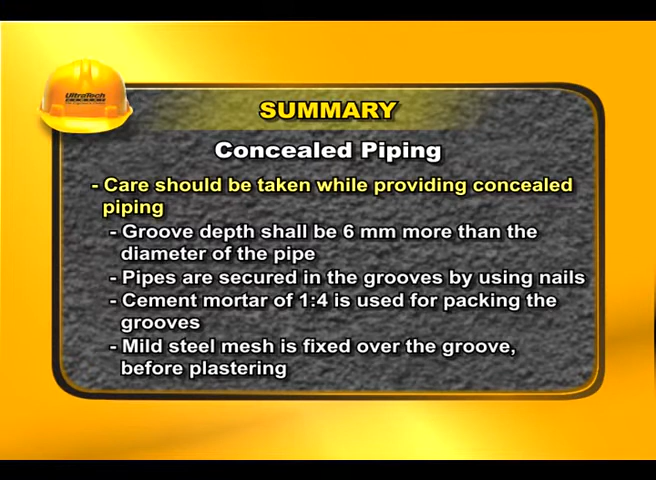 UltraTech
CEMENT
SUMMARY
Concealed Piping
- Care should be taken while providing concealed
piping
- Groove depth shall be 6 mm more than the
diameter of the pipe
- Pipes are secured in the grooves by using nails
- Cement mortar of 1:4 is used for packing the
grooves
- Mild steel mesh is fixed over the groove,
before plastering